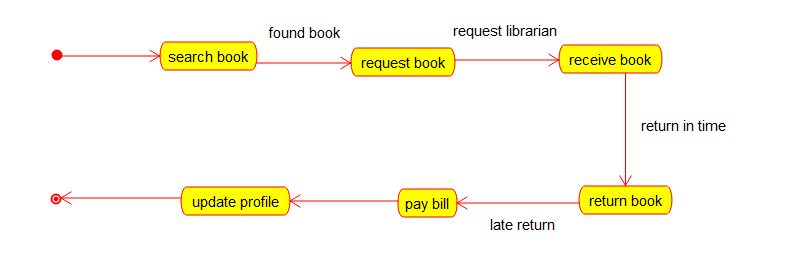 found book
request librarian
search book
request book
receive book
return in time
update profile
pay bill
return book
late return